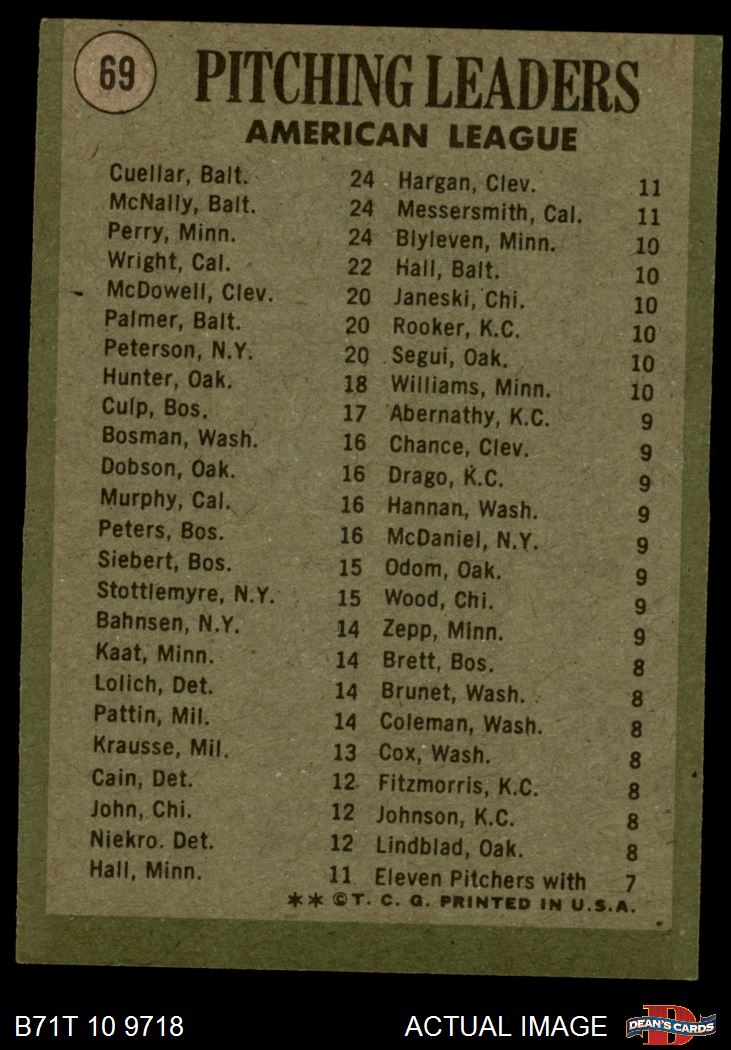 69
PITCHING LEADERS
AMERICAN LEAGUE
Cuellar, Balt. 24 Hargan, Clev. 11
McNally, Balt. 24 Messersmith, Cal. 11
Perry, Minn. 24 Blyleven, Minn. 10
Wright, Cal. 22 Hall, Balt. 10
McDowell, Clev. 20 Janeski, Chi. 10
Palmer, Balt. 20 Rooker, K.C. 10
Peterson, N.Y. 20 Segui, Oak. 10
Hunter, Oak. 18 Williams, Minn. 10
Culp, Bos. 17 Abernathy, K.C. 9
Bosman, Wash. 16 Chance, Clev. 9
Dobson, Oak. 16 Drago, K.C. 9
Murphy, Cal. 16 Hannan, Wash. 9
Peters, Bos. 16 McDaniel, N.Y. 9
Siebert, Bos. 15 Odom, Oak. 9
Stottlemyre, N.Y. 15 Wood, Chi. 9
Bahnsen, N.Y. 14 Zepp, Minn. 9
Kaat, Minn. 14 Brett, Bos. 8
Lolich, Det. 14 Brunet, Wash. 8
Pattin, Mil. 14 Coleman, Wash. 8
Krausse, Mil. 13 Cox, Wash. 8
Cain, Det. 12 Fitzmorris, K.C. 8
John, Chi. 12 Johnson, K.C. 8
Niekro. Det. 12 Lindblad, Oak. 8
Hall, Minn. 11 Eleven Pitchers with 7
** ©T. C. G. PRINTED IN U.S.A.
B71T 10 9718 ACTUAL IMAGE DEAN'S CARDS